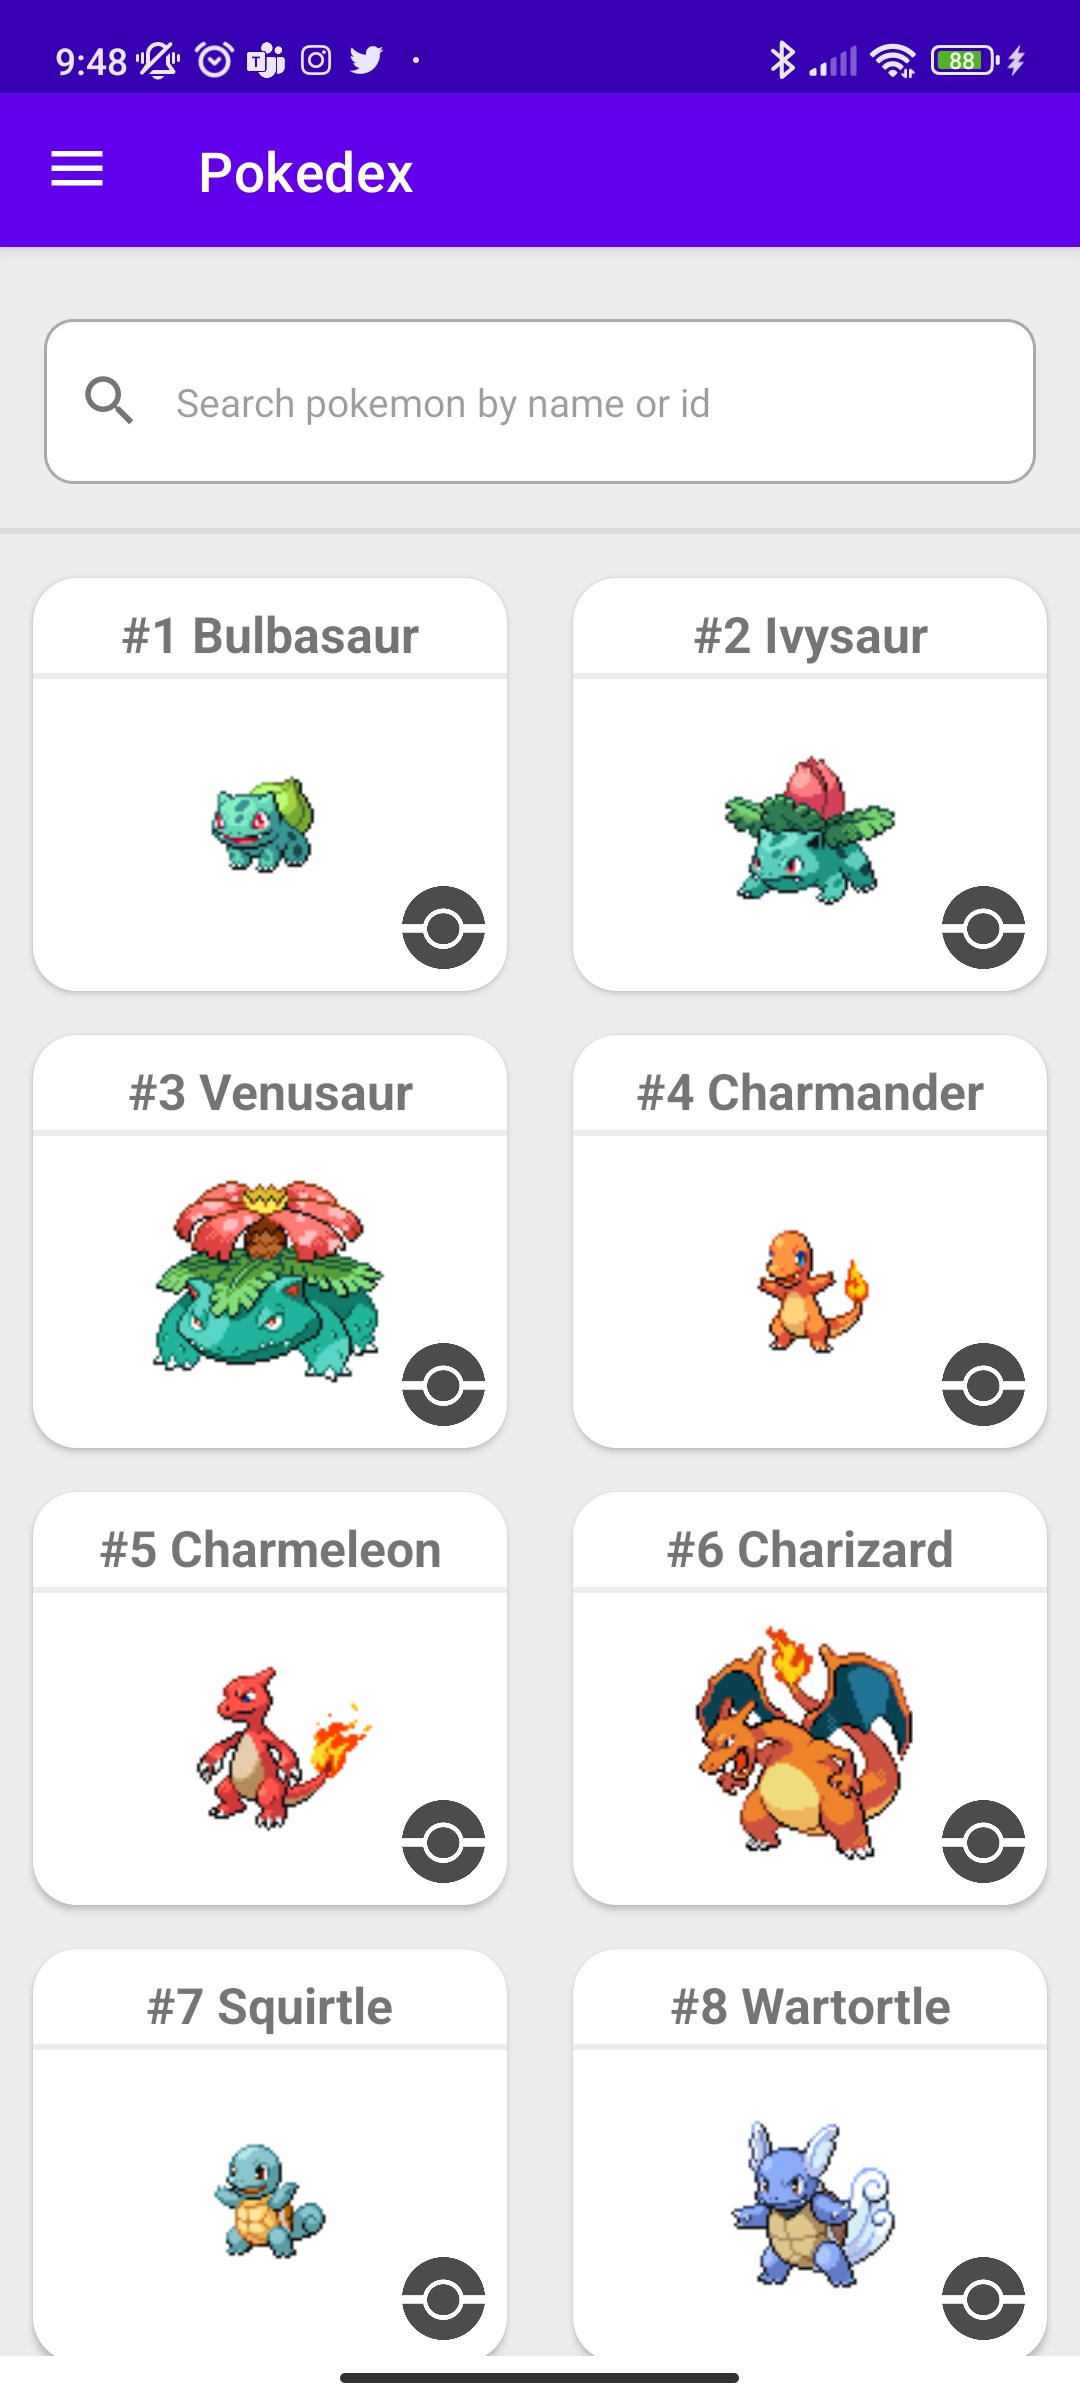 9:48
88
Pokedex
Search pokemon by name or id
#1 Bulbasaur
#2 Ivysaur
#3 Venusaur
#4 Charmander
#5 Charmeleon
#6 Charizard
#7 Squirtle
#8 Wartortle